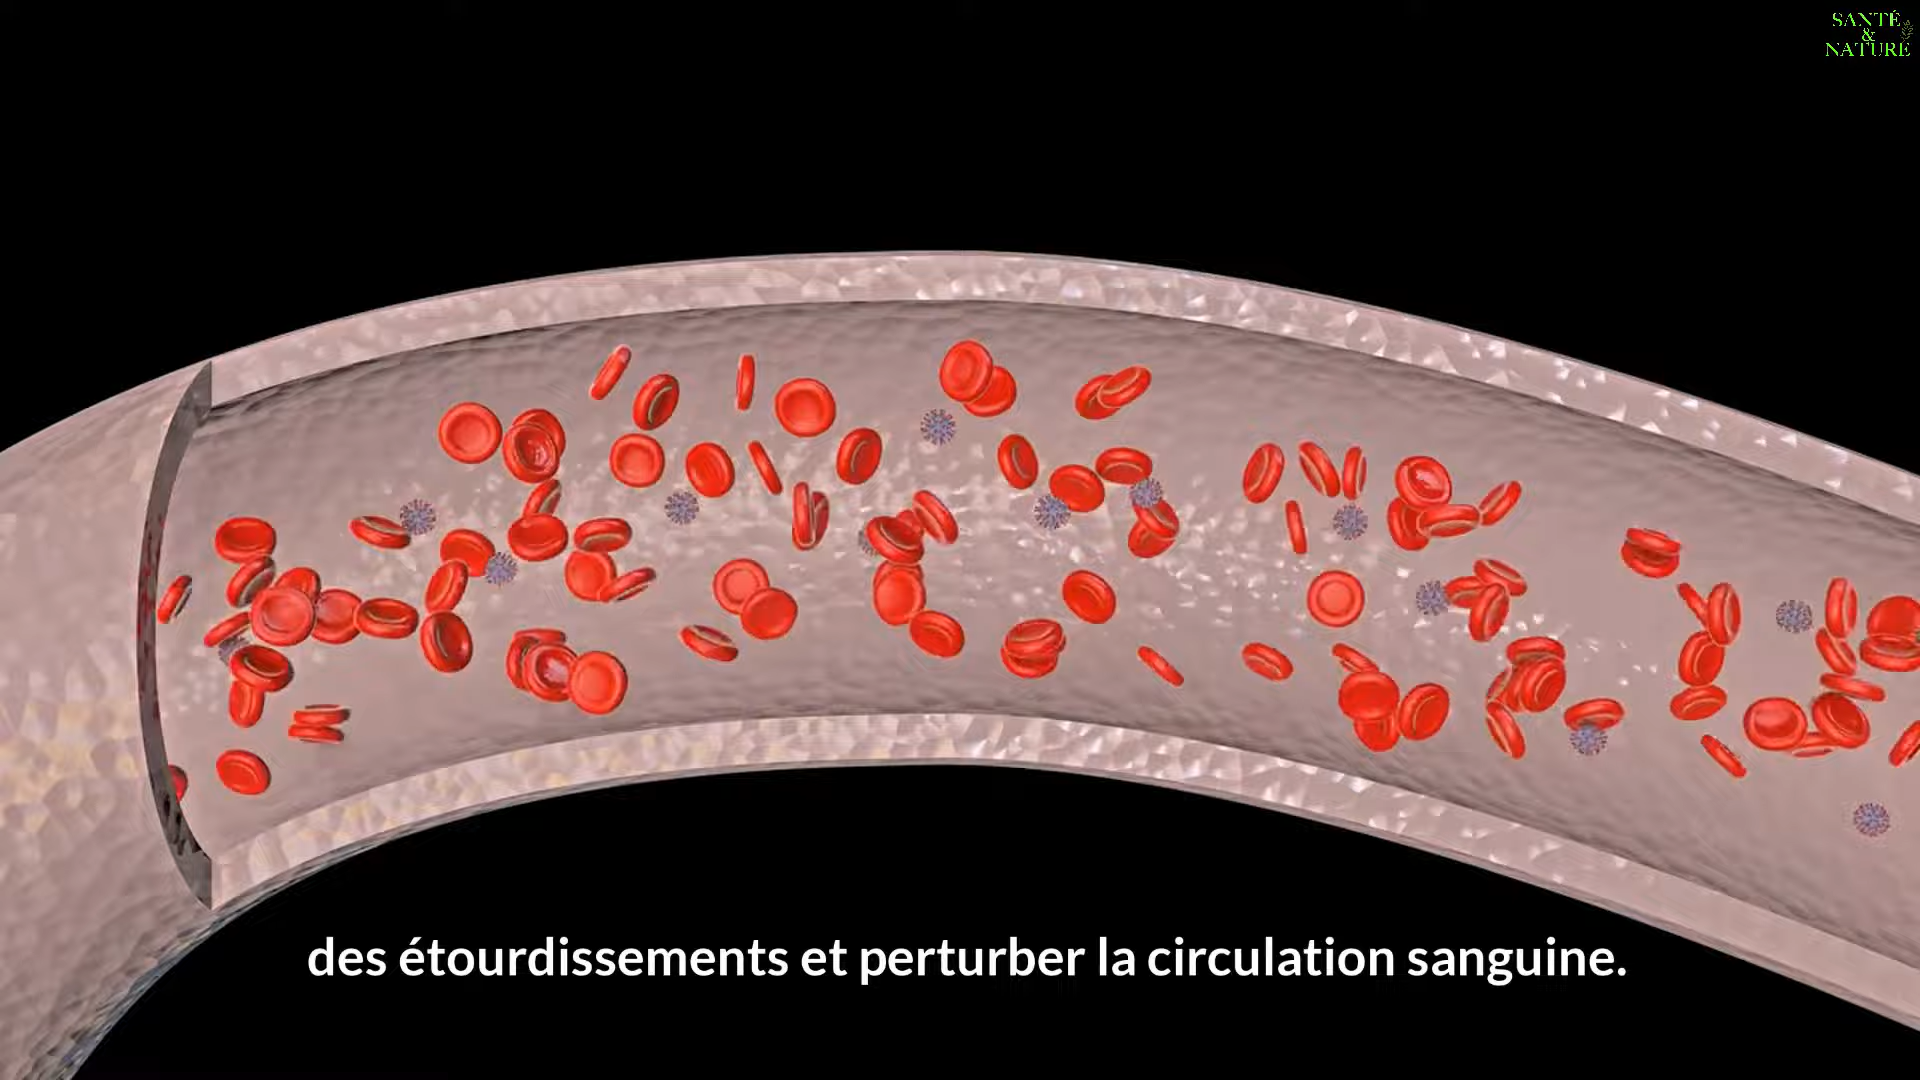 SANTÉ
&
NATURE
des étourdissements et perturber la circulation sanguine.